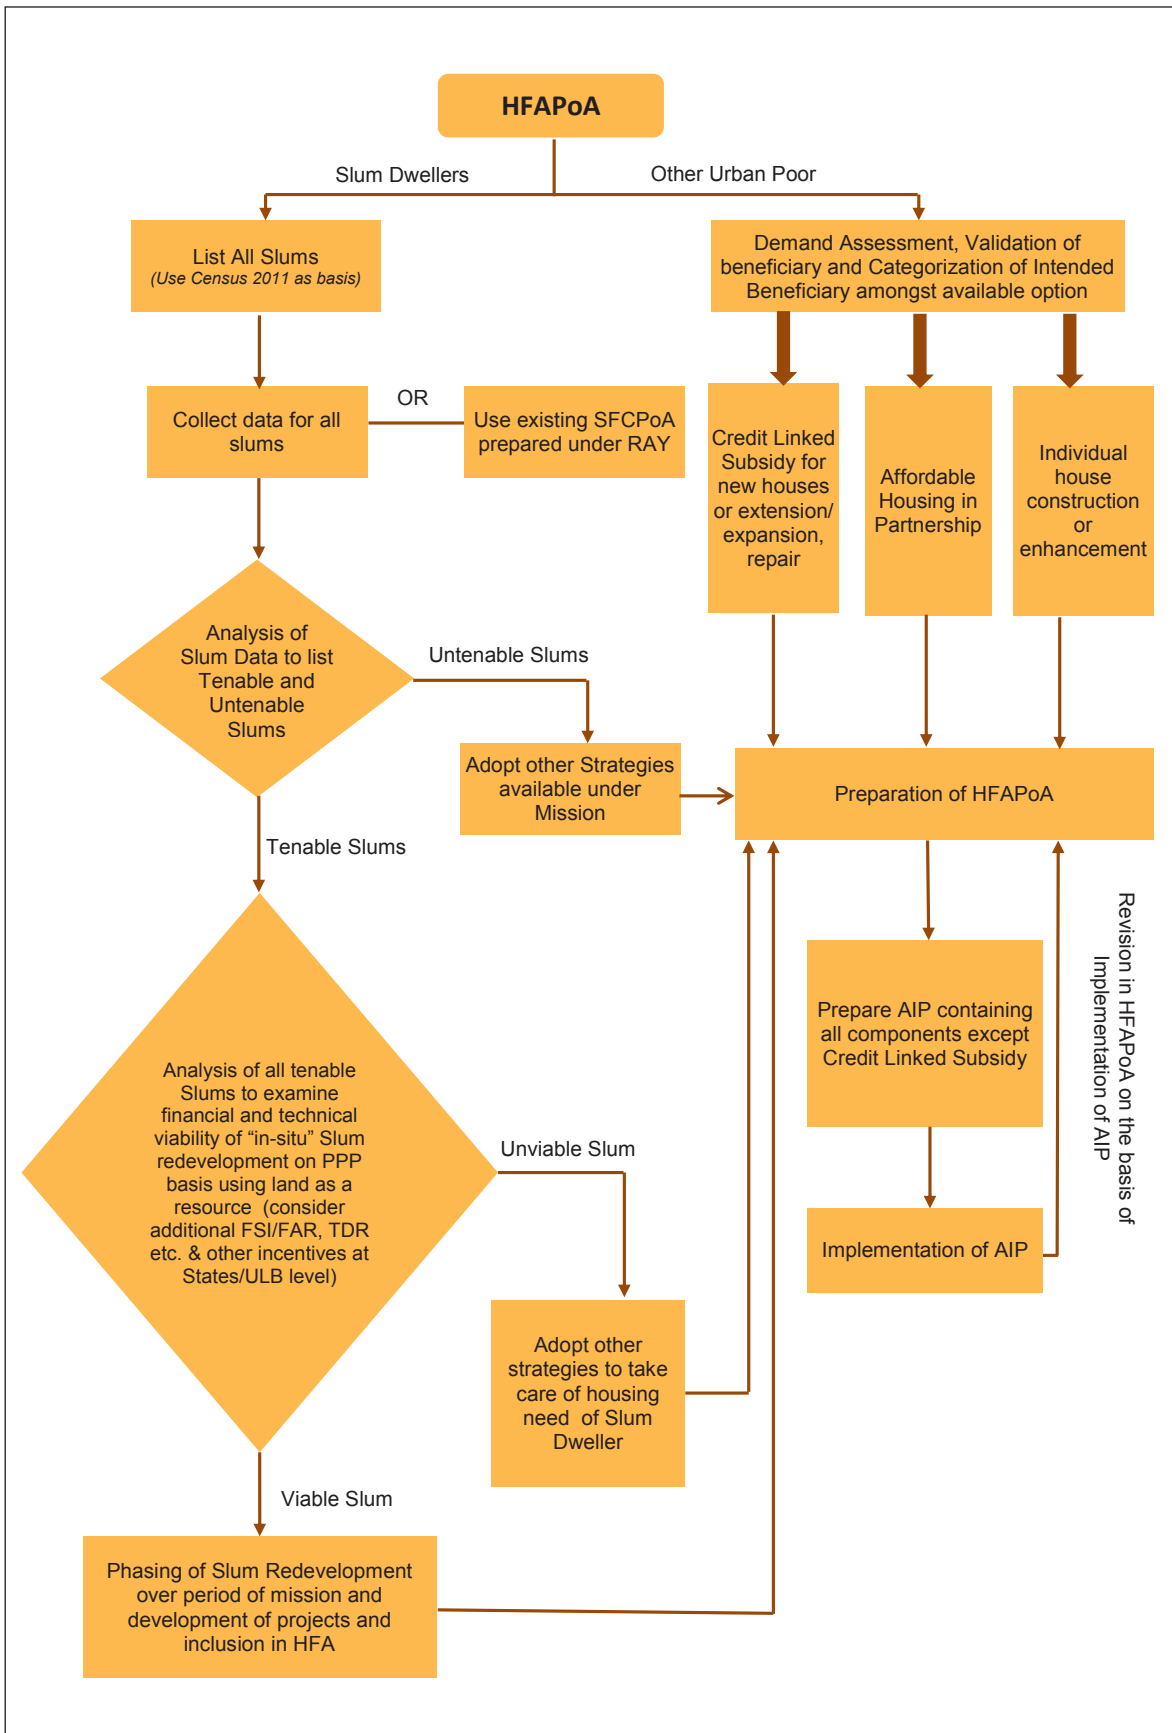 HFAPoA
Slum Dwellers
Other Urban Poor
List All Slums
(Use Census 2011 as basis)
Demand Assessment, Validation of
beneficiary and Categorization of Intended
Beneficiary amongst available option
Collect data for all
slums
OR
Use existing SFCPoA
prepared under RAY
Credit Linked
Subsidy for
new houses
or extension/
expansion,
repair
Affordable
Housing in
Partnership
Individual
house
construction
or
enhancement
Analysis of
Slum Data to list
Tenable and
Untenable
Slums
Untenable Slums
Adopt other Strategies
available under
Mission
Preparation of HFAPoA
Tenable Slums
Analysis of all tenable
Slums to examine
financial and technical
viability of “in-situ” Slum
redevelopment on PPP
basis using land as a
resource (consider
additional FSI/FAR, TDR
etc. & other incentives at
States/ULB level)
Unviable Slum
Prepare AIP containing
all components except
Credit Linked Subsidy
Revision in HFAPoA on the basis of
Implementation of AIP
Implementation of AIP
Adopt other
strategies to take
care of housing
need of Slum
Dweller
Viable Slum
Phasing of Slum Redevelopment
over period of mission and
development of projects and
inclusion in HFA